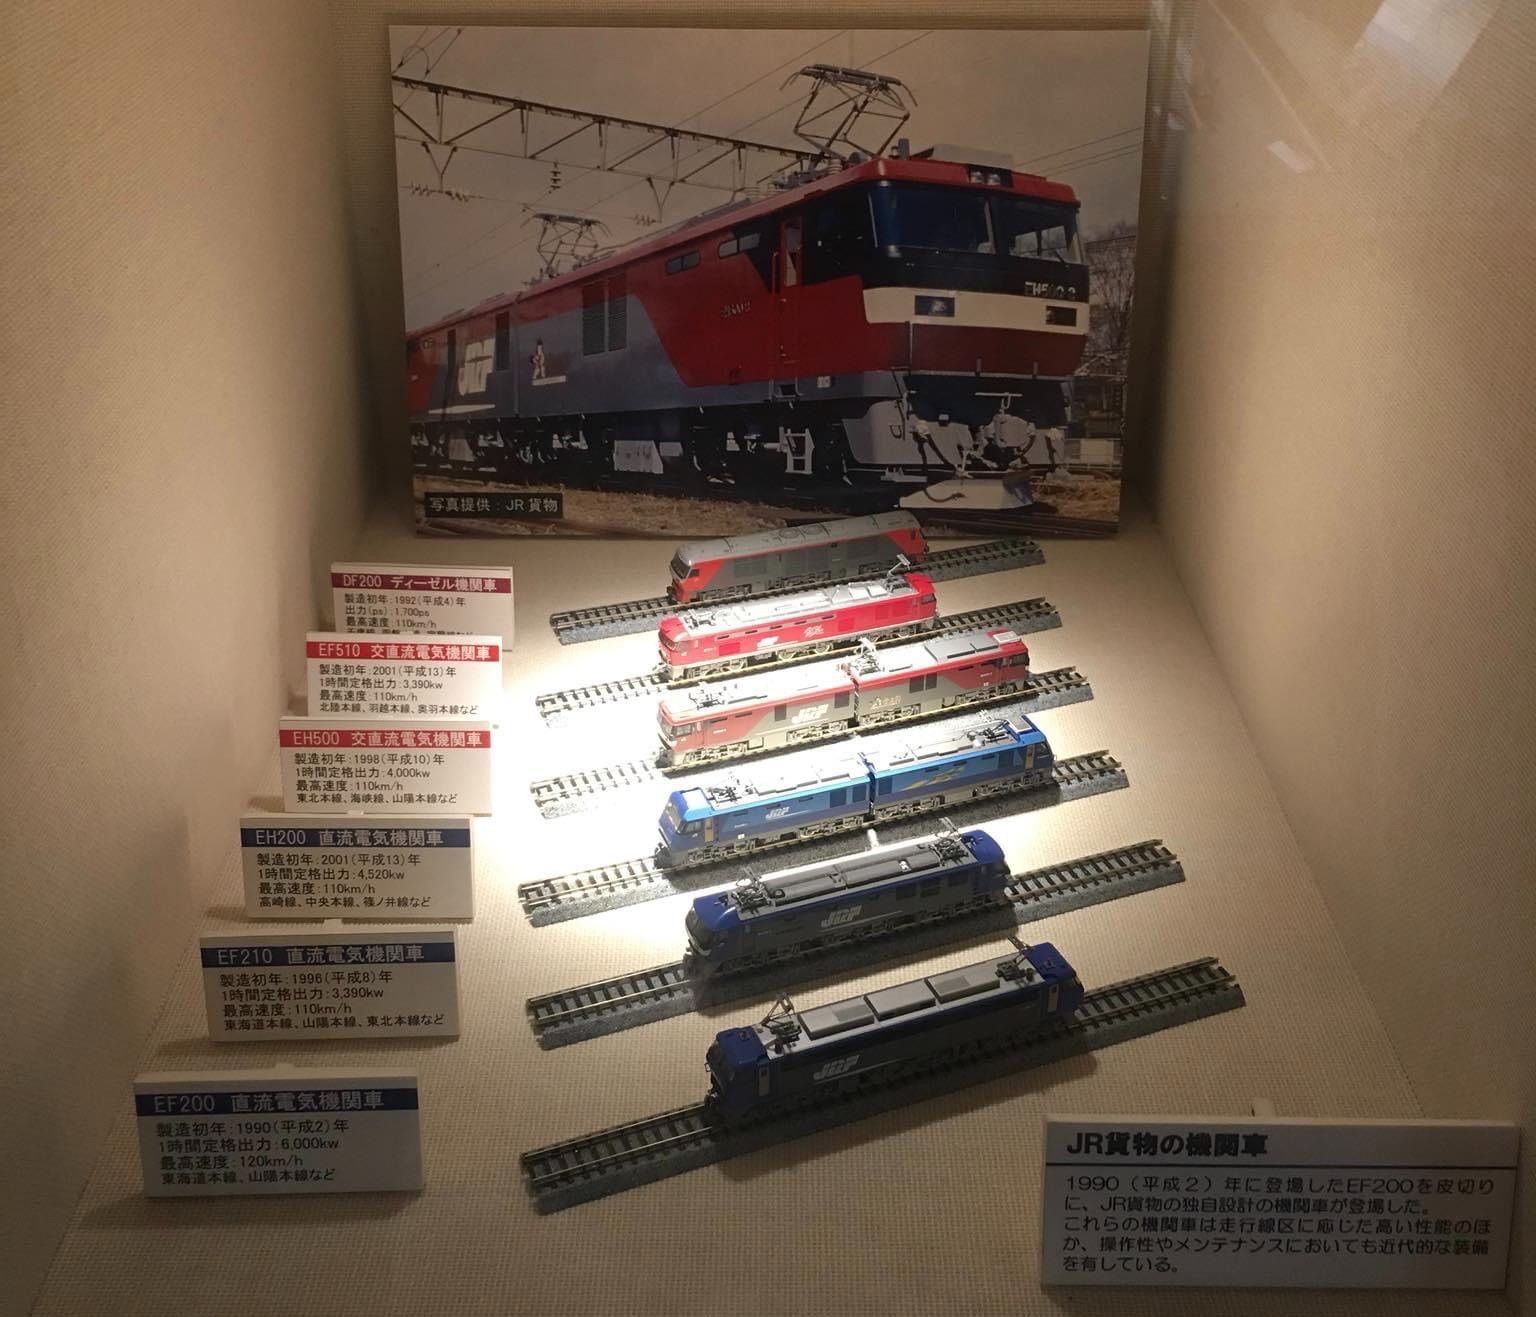 EH500-3
JRF
写真提供：JR貨物
DF200 ディーゼル機関車
製造初年：1992（平成4）年
出力（ps）：1,700ps
最高速度：110km/h
EF510 交直流電気機関車
製造初年：2001（平成13）年
1時間定格出力：3,390kw
最高速度：110km/h
北陸本線、羽越本線、奥羽本線など
EH500 交直流電気機関車
製造初年：1998（平成10）年
1時間定格出力：4,000kw
最高速度：110km/h
東北本線、海峡線、山陽本線など
EH200 直流電気機関車
製造初年：2001（平成13）年
1時間定格出力：4,520kw
最高速度：110km/h
高崎線、中央本線、篠ノ井線など
EF210 直流電気機関車
製造初年：1996（平成8）年
1時間定格出力：3,390kw
最高速度：110km/h
東海道本線、山陽本線、東北本線など
EF200 直流電気機関車
製造初年：1990（平成2）年
1時間定格出力：6,000kw
最高速度：120km/h
東海道本線、山陽本線など
JRF
JRF
JRF
JRF
JR貨物の機関車
1990（平成２）年に登場したEF200を皮切り
に、JR貨物の独自設計の機関車が登場した。
これらの機関車は走行線区に応じた高い性能のほ
か、操作性やメンテナンスにおいても近代的な装備
を有している。